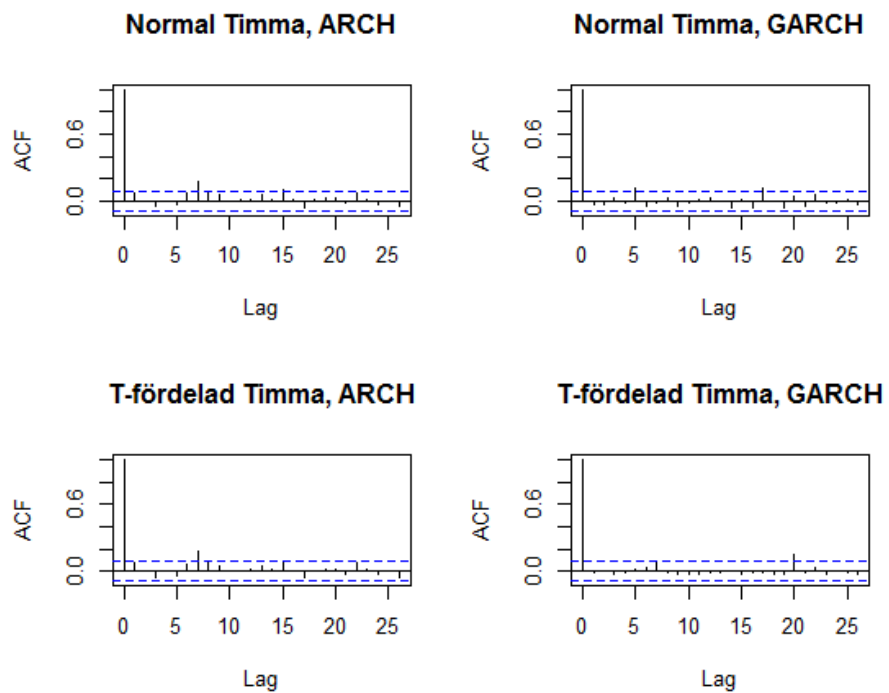 Normal Timma, ARCH
ACF
0.0 0.6
0 5 10 15 20 25
Lag
Normal Timma, GARCH
ACF
0.0 0.6
0 5 10 15 20 25
Lag
T-fördelad Timma, ARCH
ACF
0.0 0.6
0 5 10 15 20 25
Lag
T-fördelad Timma, GARCH
ACF
0.0 0.6
0 5 10 15 20 25
Lag